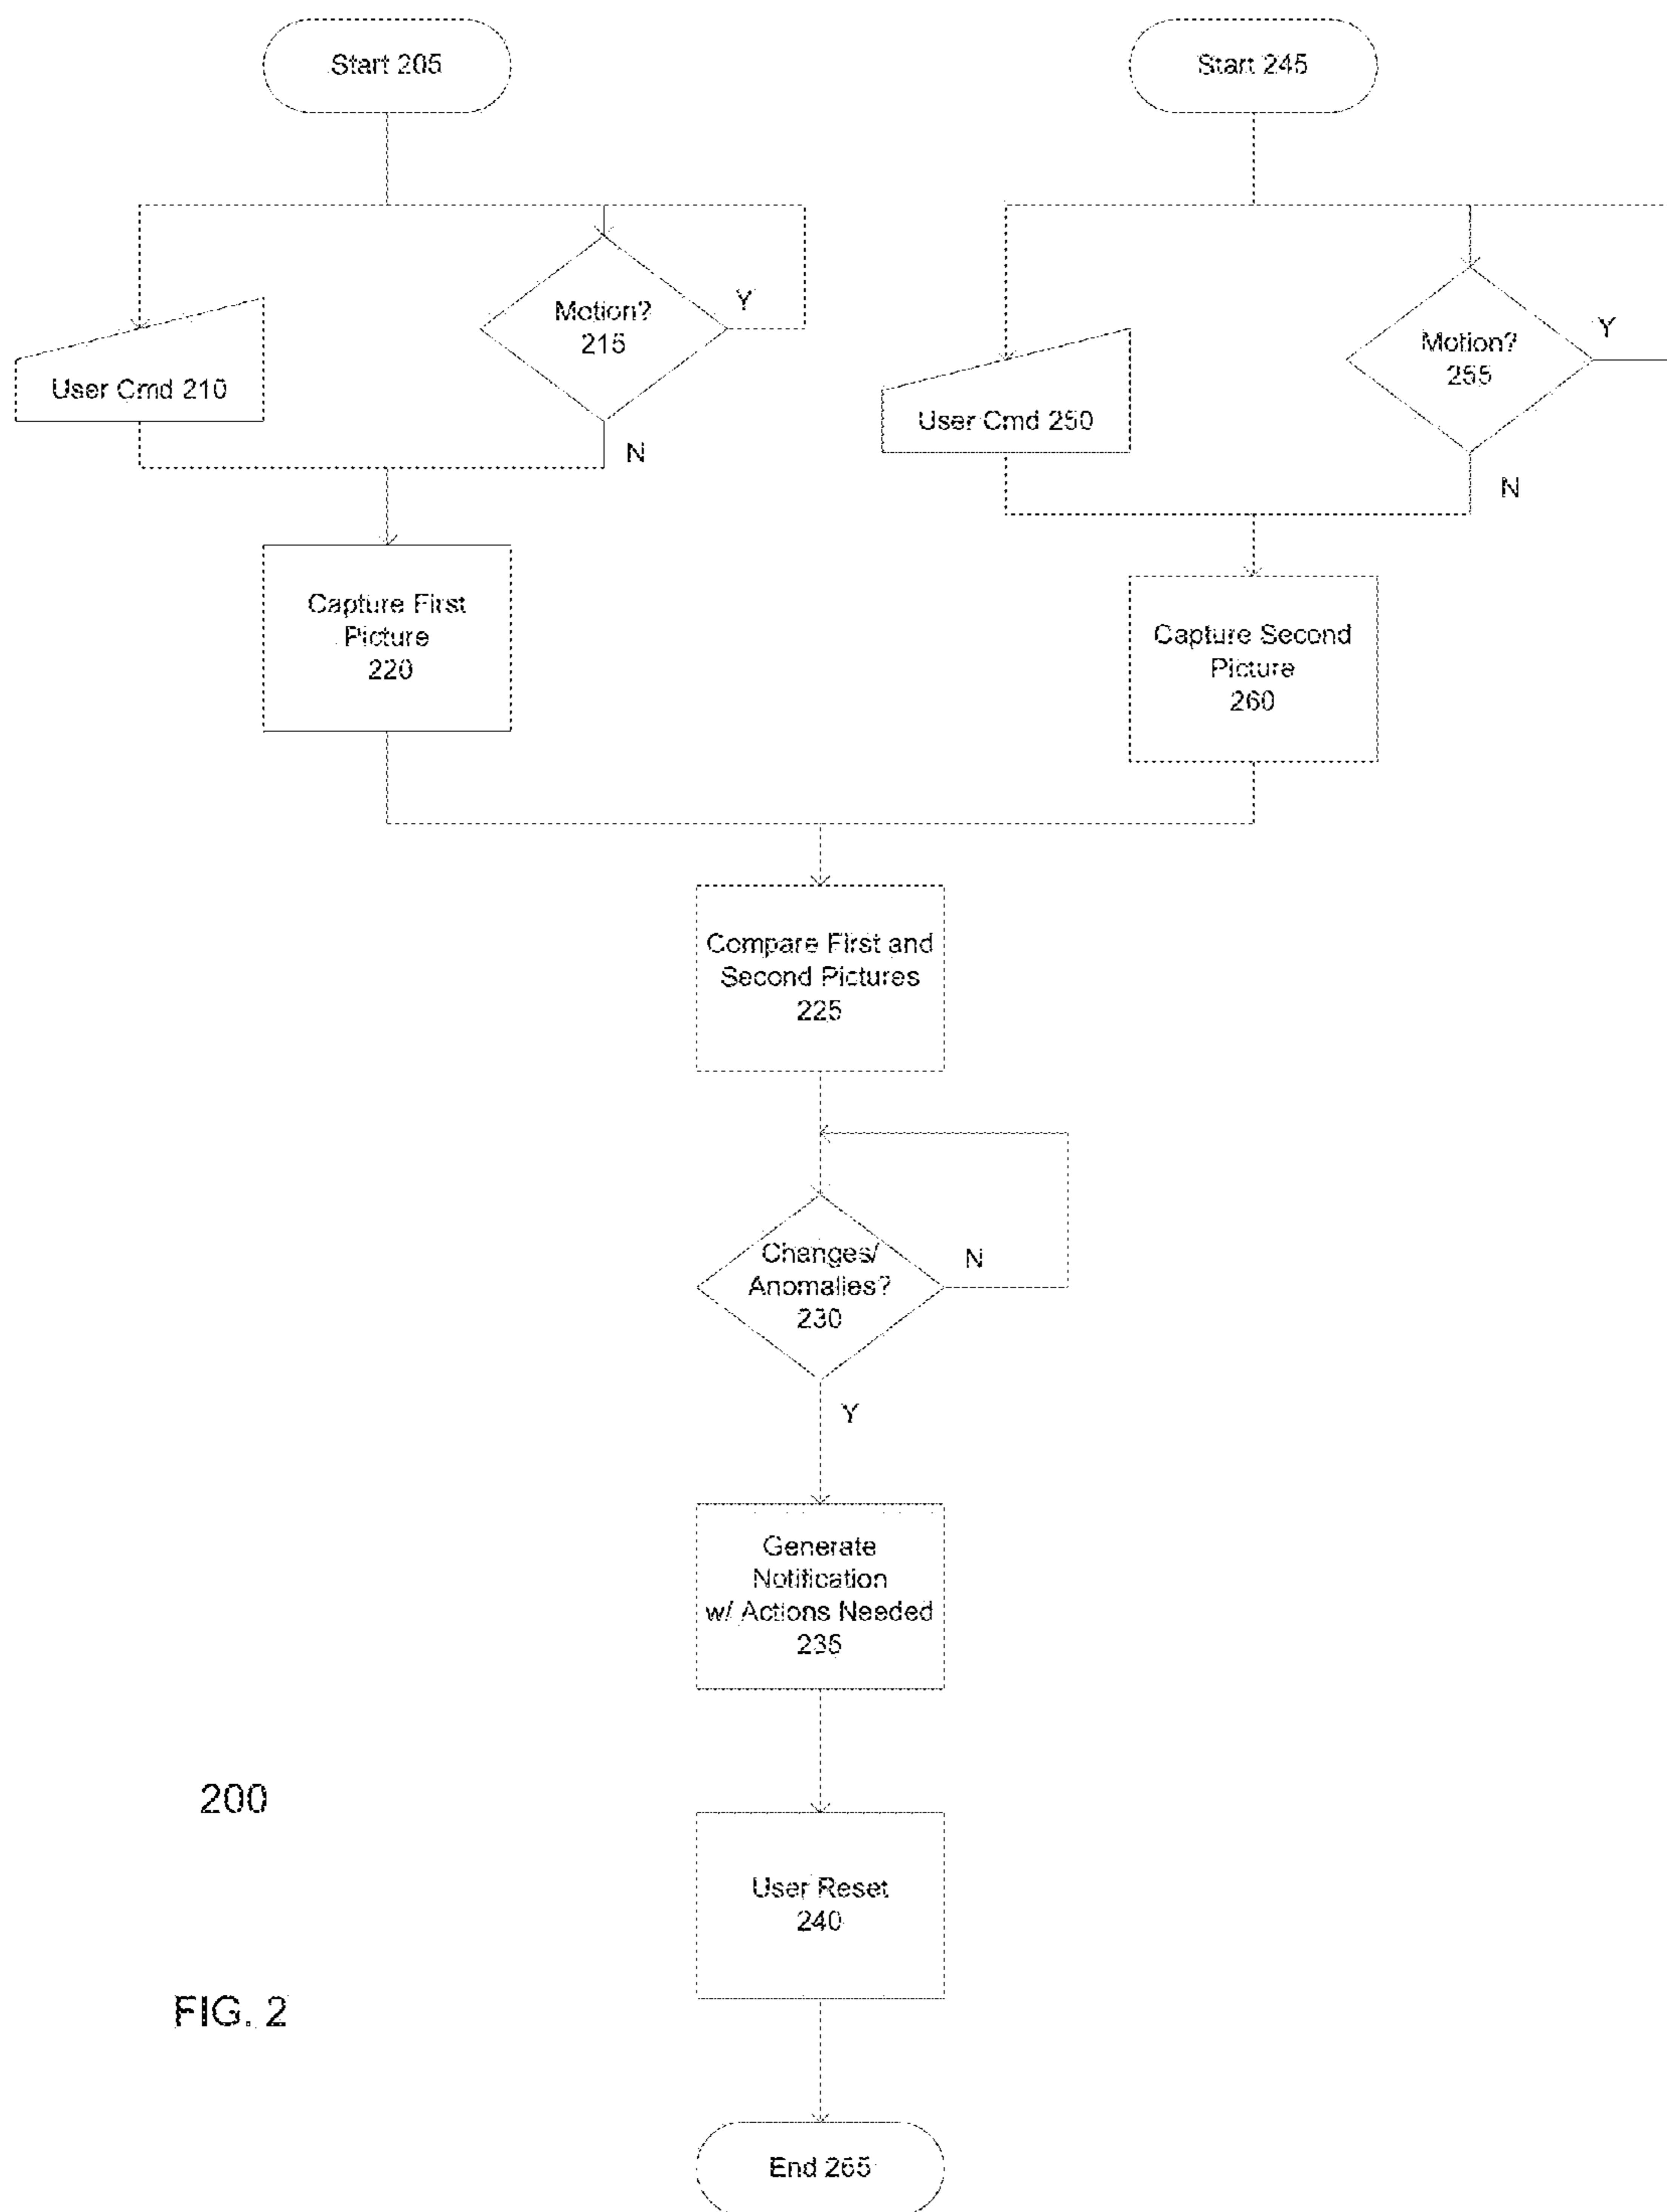 Start 205
Start 245
Motion?
215
Y
User Cmd 210
N
Motion?
255
Y
User Cmd 250
N
Capture First
Picture
220
Capture Second
Picture
260
Compare First and
Second Pictures
225
Changes/
Anomalies?
230
N
Y
Generate
Notification
w/ Actions Needed
235
200
User Reset
240
FIG. 2
End 265